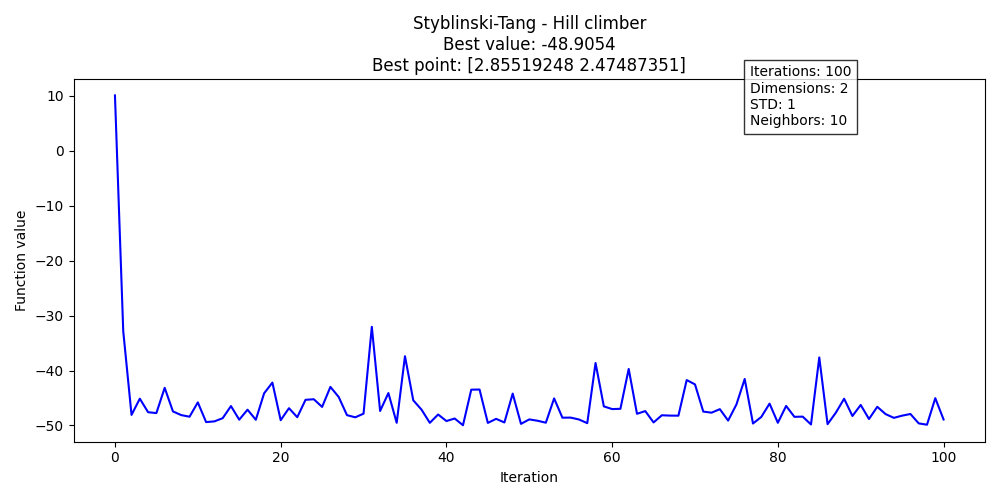 Styblinski-Tang - Hill climber
Best value: -48.9054
Best point: [2.85519248 2.47487351]
Iterations: 100
Dimensions: 2
STD: 1
Neighbors: 10
Function value
10
0
−10
−20
−30
−40
−50
0
20
40
60
80
100
Iteration